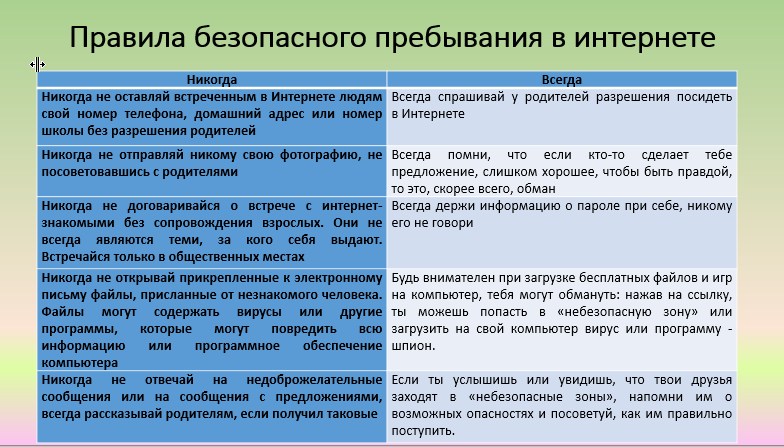 Правила безопасного пребывания в интернете
Никогда
Всегда
Никогда не оставляй встреченным в Интернете людям
свой номер телефона, домашний адрес или номер
школы без разрешения родителей
Всегда спрашивай у родителей разрешения посидеть
в Интернете
Никогда не отправляй никому свою фотографию, не
посоветовавшись с родителями
Всегда помни, что если кто-то сделает тебе
предложение, слишком хорошее, чтобы быть правдой,
то это, скорее всего, обман
Никогда не договаривайся о встрече с интернет-
знакомыми без сопровождения взрослых. Они не
всегда являются теми, за кого себя выдают.
Встречайся только в общественных местах
Всегда держи информацию о пароле при себе, никому
его не говори
Никогда не открывай прикрепленные к электронному
письму файлы, присланные от незнакомого человека.
Файлы могут содержать вирусы или другие
программы, которые могут повредить всю
информацию или программное обеспечение
компьютера
Будь внимателен при загрузке бесплатных файлов и игр
на компьютер, тебя могут обмануть: нажав на ссылку,
ты можешь попасть в «небезопасную зону» или
загрузить на свой компьютер вирус или программу -
шпион.
Никогда не отвечай на недоброжелательные
сообщения или на сообщения с предложениями,
всегда рассказывай родителям, если получил таковые
Если ты услышишь или увидишь, что твои друзья
заходят в «небезопасные зоны», напомни им о
возможных опасностях и посоветуй, как им правильно
поступить.